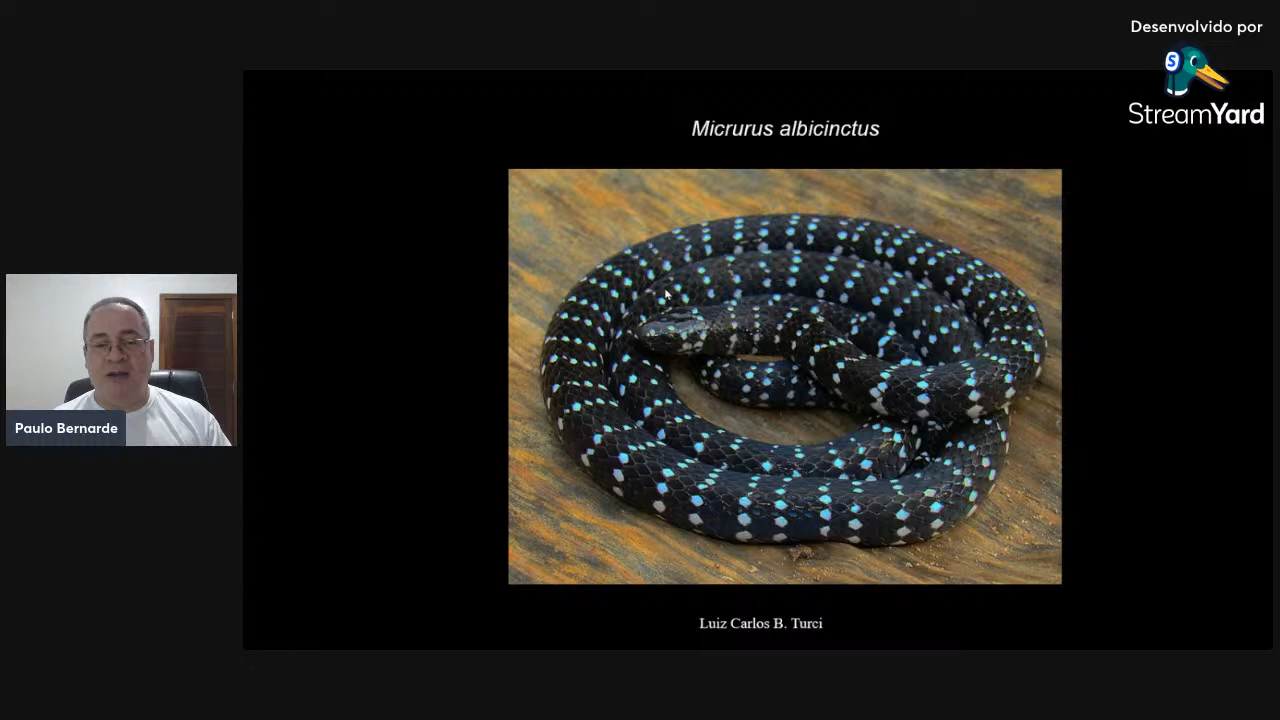 Desenvolvido por
StreamYard
Micrurus albicinctus
Paulo Bernarde
Luiz Carlos B. Turci